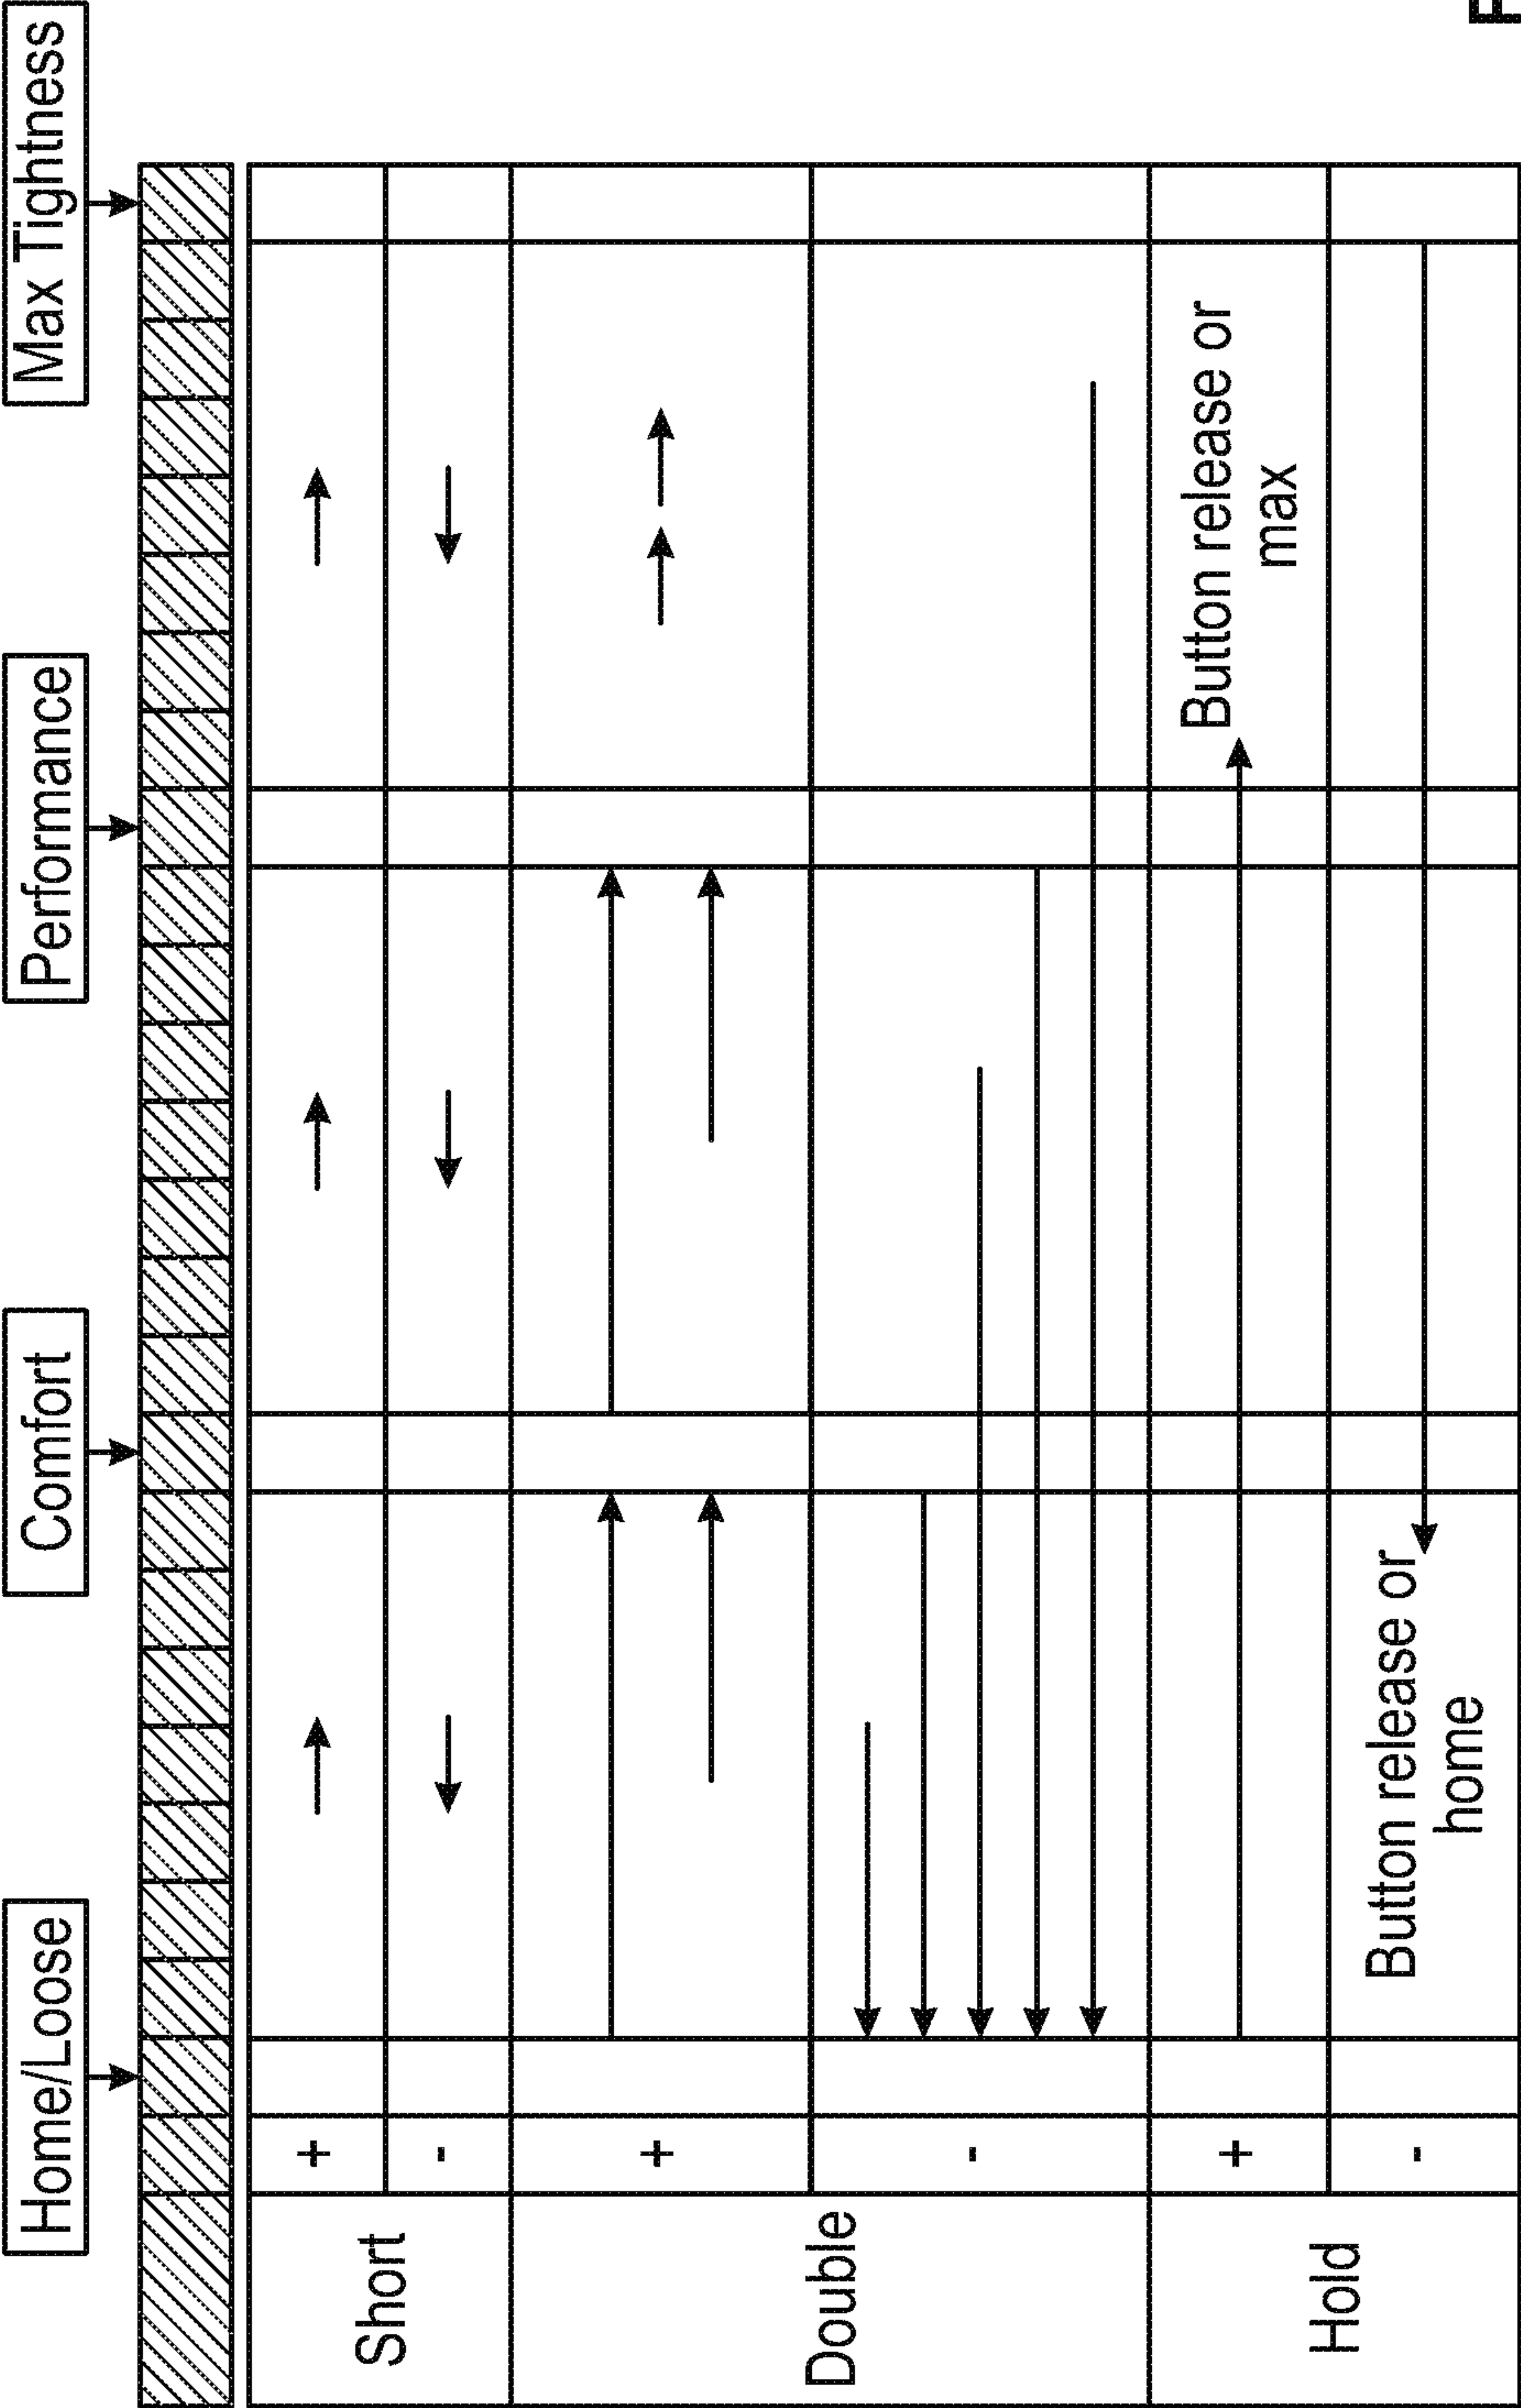 Home/Loose
Comfort
Performance
Max Tightness
Short
+
-
Double
+
-
Hold
+
Button release or
max
-
Button release or
home